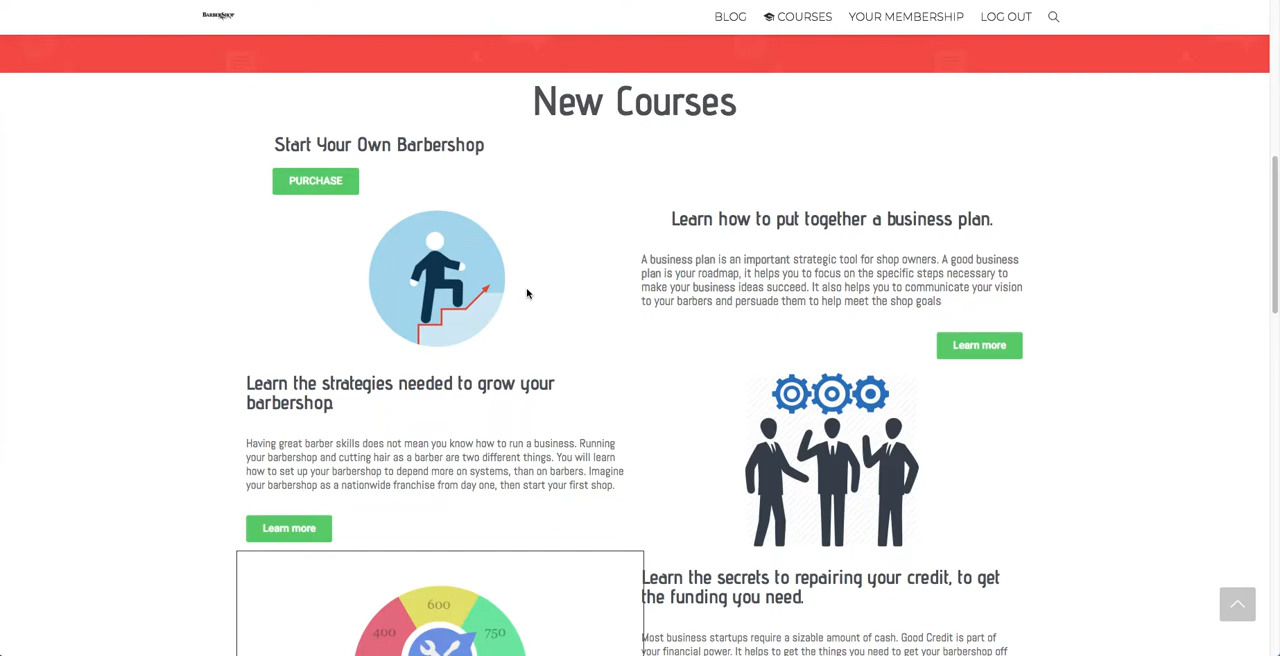 BARBERSHOP
BLOG
COURSES
YOUR MEMBERSHIP
LOG OUT
New Courses
Start Your Own Barbershop
PURCHASE
Learn how to put together a business plan.
A business plan is an important strategic tool for shop owners. A good business
plan is your roadmap, it helps you to focus on the specific steps necessary to
make your business ideas succeed. It also helps you to communicate your vision
to your barbers and persuade them to help meet the shop goals
Learn more
Learn the strategies needed to grow your
barbershop.
Having great barber skills does not mean you know how to run a business. Running
your barbershop and cutting hair as a barber are two different things. You will learn
how to set up your barbershop to depend more on systems, than on barbers. Imagine
your barbershop as a nationwide franchise from day one, then start your first shop.
Learn more
400
600
750
Learn the secrets to repairing your credit, to get
the funding you need.
Most business startups require a sizable amount of cash. Good Credit is part of
your financial power. It helps to get the things you need to get your barbershop off